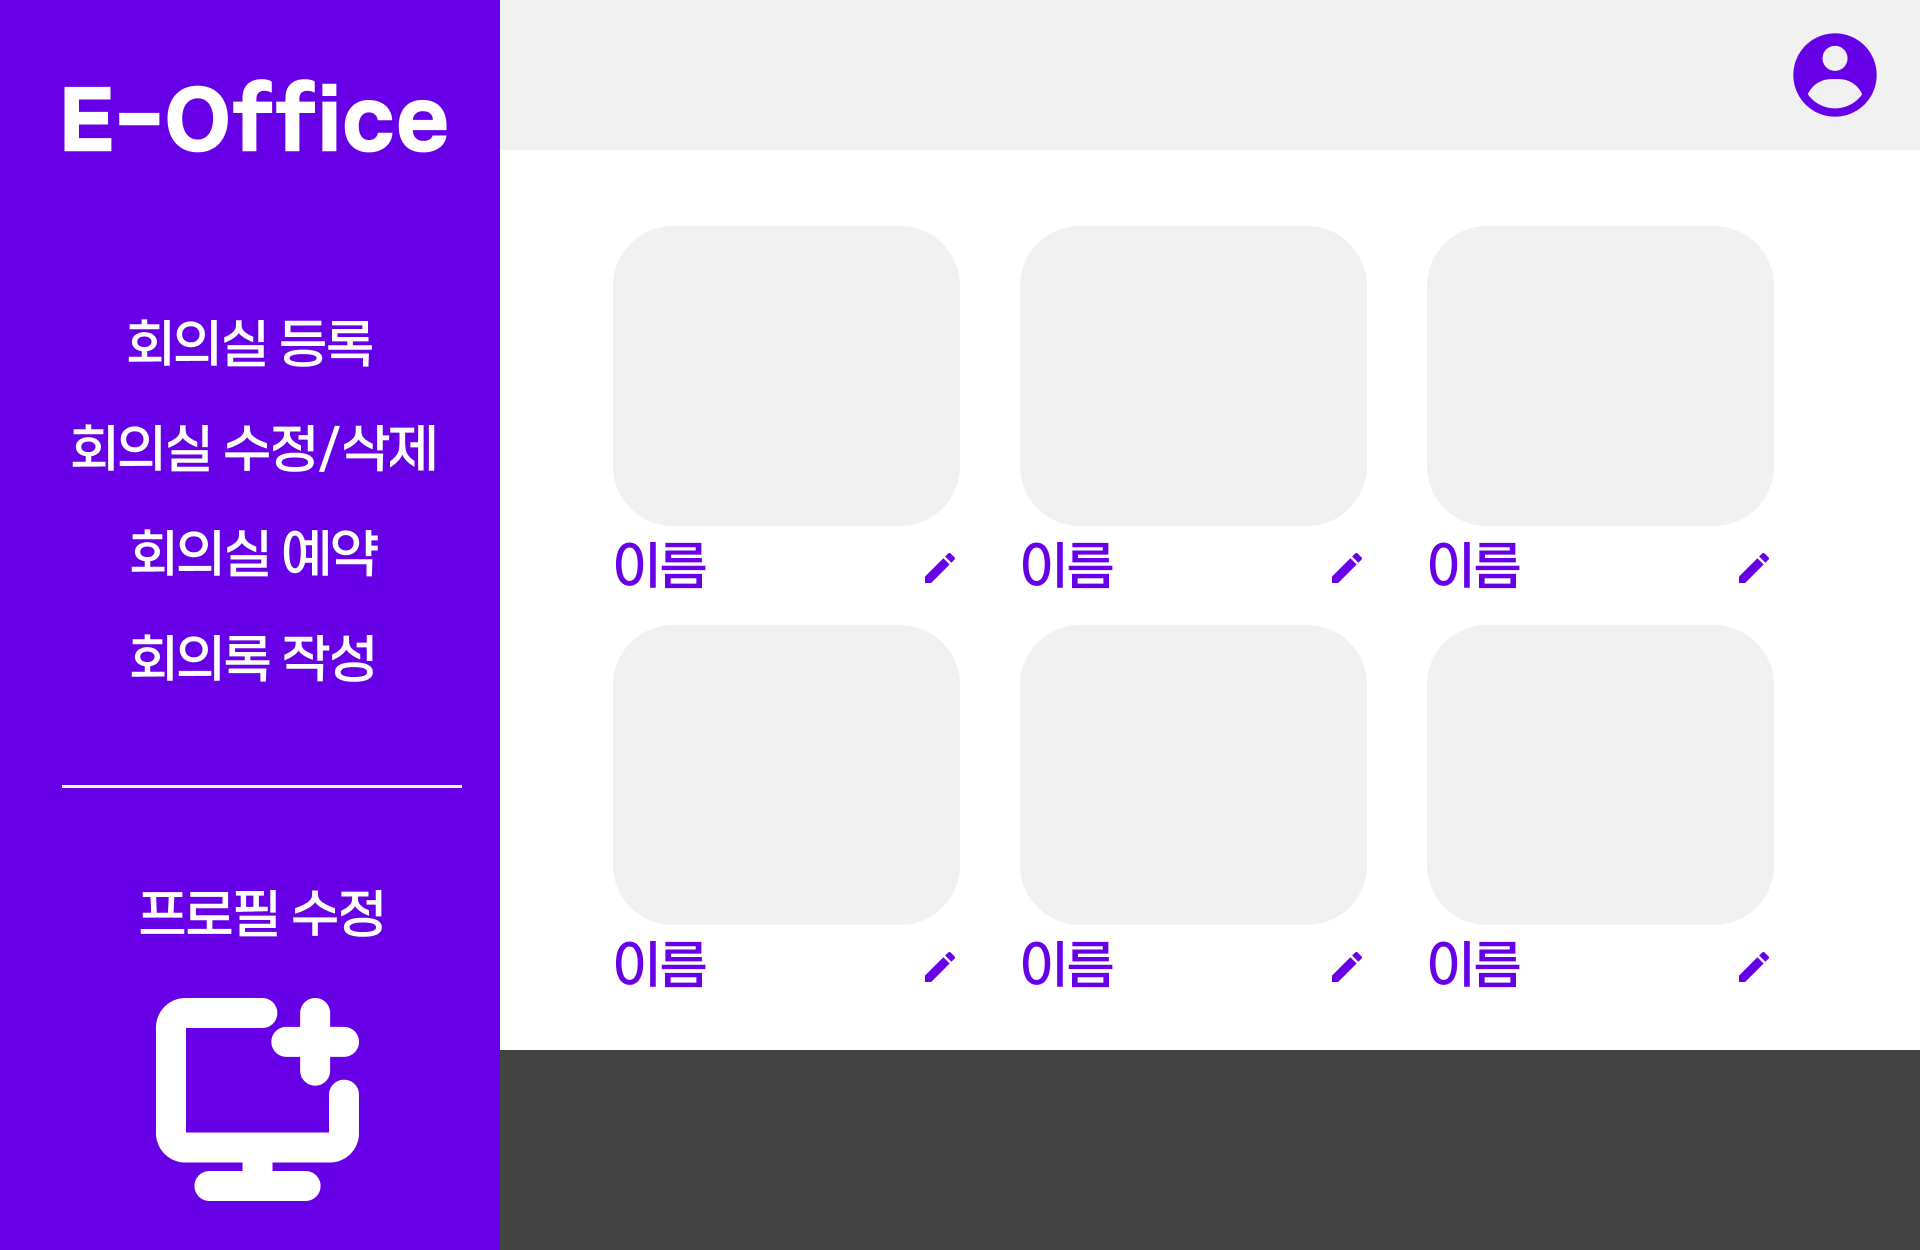 E-Office
회의실 등록
회의실 수정/삭제
회의실 예약
회의록 작성
프로필 수정
이름
이름
이름
이름
이름
이름